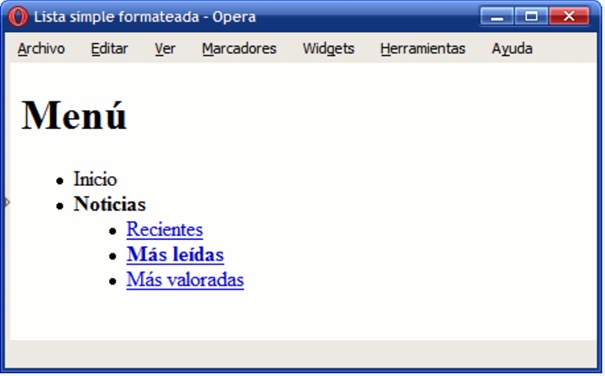 Lista simple formateada - Opera
Archivo Editar Ver Marcadores Widgets Herramientas Ayuda
Menú
Inicio
Noticias
Recientes
Más leídas
Más valoradas